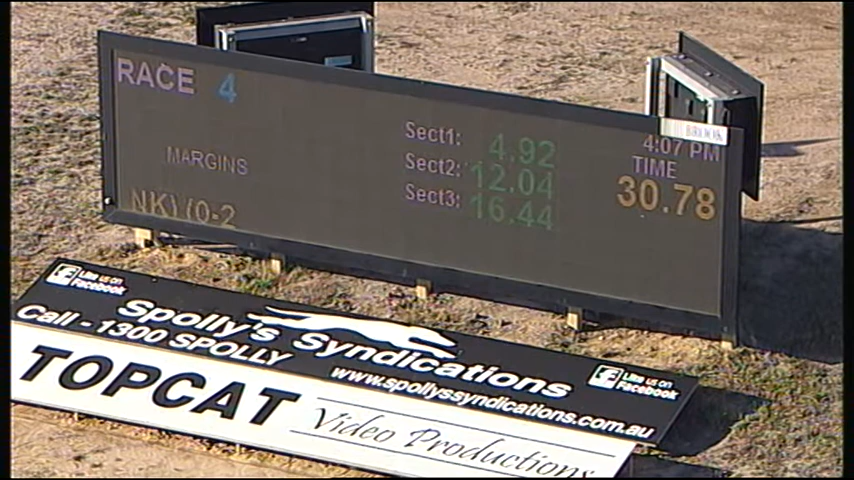 RACE 4
Sect1: 4.92
Sect2: 12.04
Sect3: 16.44
BROOK
4:07 PM
TIME
30.78
MARGINS
NK)(0-2
Like us on
Facebook
Spolly's Syndications
Call - 1300 SPOLLY
www.spollyssyndications.com.au
Like us on
Facebook
TOPCAT
Video Productions